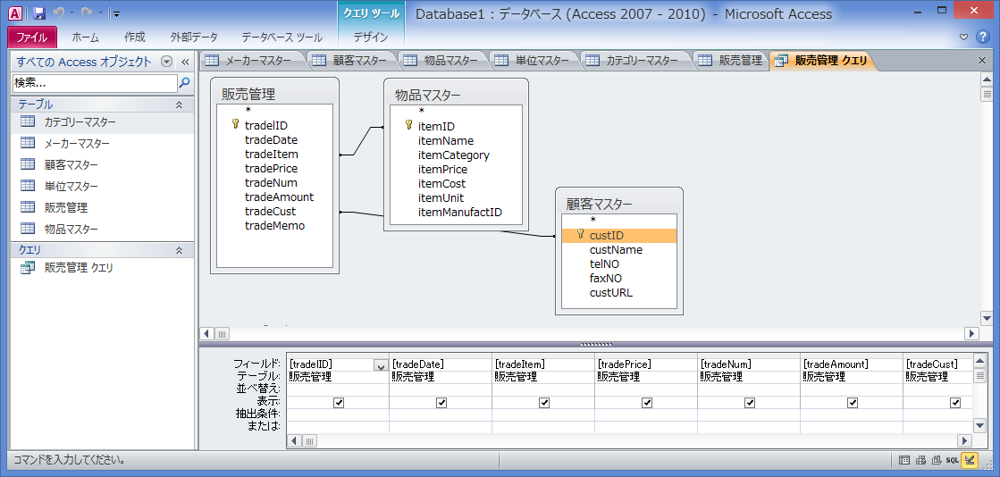 クエリ ツール
Database1 : データベース (Access 2007 - 2010) - Microsoft Access
ファイル ホーム 作成 外部データ データベース ツール デザイン
すべての Access オブジェクト
メーカーマスター 顧客マスター 物品マスター 単位マスター カテゴリーマスター 販売管理 販売管理 クエリ
検索...
テーブル
カテゴリーマスター
メーカーマスター
顧客マスター
単位マスター
販売管理
物品マスター
クエリ
販売管理 クエリ
販売管理
*
tradeIID
tradeDate
tradeItem
tradePrice
tradeNum
tradeAmount
tradeCust
tradeMemo
物品マスター
*
itemID
itemName
itemCategory
itemPrice
itemCost
itemUnit
itemManufactID
顧客マスター
*
custID
custName
telNO
faxNO
custURL
フィールド: [tradeIID] [tradeDate] [tradeItem] [tradePrice] [tradeNum] [tradeAmount] [tradeCust]
テーブル: 販売管理 販売管理 販売管理 販売管理 販売管理 販売管理 販売管理
並べ替え:
表示:
抽出条件:
または:
コマンドを入力してください。
SQL